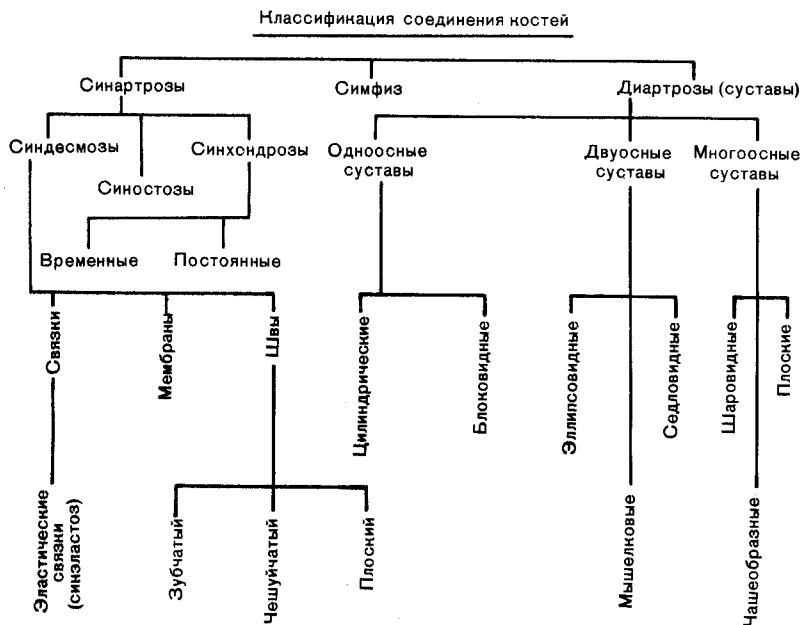 Классификация соединения костей
Синартрозы
Симфиз
Диартрозы (суставы)
Синдесмозы
Синостозы
Синхондрозы
Одноосные
суставы
Двуосные
суставы
Многоосные
суставы
Временные
Постоянные
Связки
Мембраны
Швы
Цилиндрические
Блоковидные
Эллипсовидные
Седловидные
Шаровидные
Плоские
Эластические
связки
(синэластоз)
Зубчатый
Чешуйчатый
Плоский
Мышелковые
Чашеобразные